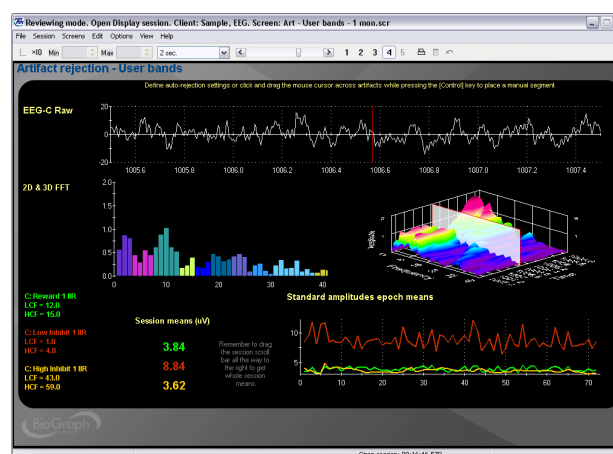 Reviewing mode. Open Display session. Client: Sample, EEG. Screen: Art - User bands - 1 mon.scr
File Session Screens Edit Options View Help
×10 Min Max 2 sec. 1 2 3 4 5
Artifact rejection - User bands
Define auto-rejection settings or click and drag the mouse cursor across artifacts while pressing the [Control] key to place a manual segment
EEG-C Raw
20
0
-20
1005.6 1005.8 1006.0 1006.2 1006.4 1006.6 1006.8 1007.0 1007.2 1007.4
2D & 3D FFT
2.0
1.5
1.0
0.5
0.0
0 10 20 30 40
Frequency
Time
C: Reward 1 IIR
LCF = 12.0
HCF = 15.0
C: Low Inhibit 1 IIR
LCF = 1.0
HCF = 4.0
C: High Inhibit 1 IIR
LCF = 43.0
HCF = 59.0
Session means (uV)
3.84
8.84
3.62
Remember to drag
the session scroll
bar all the way to
the right to get
whole session
means.
Standard amplitudes epoch means
10
5
0 10 20 30 40 50 60 70
BioGraph